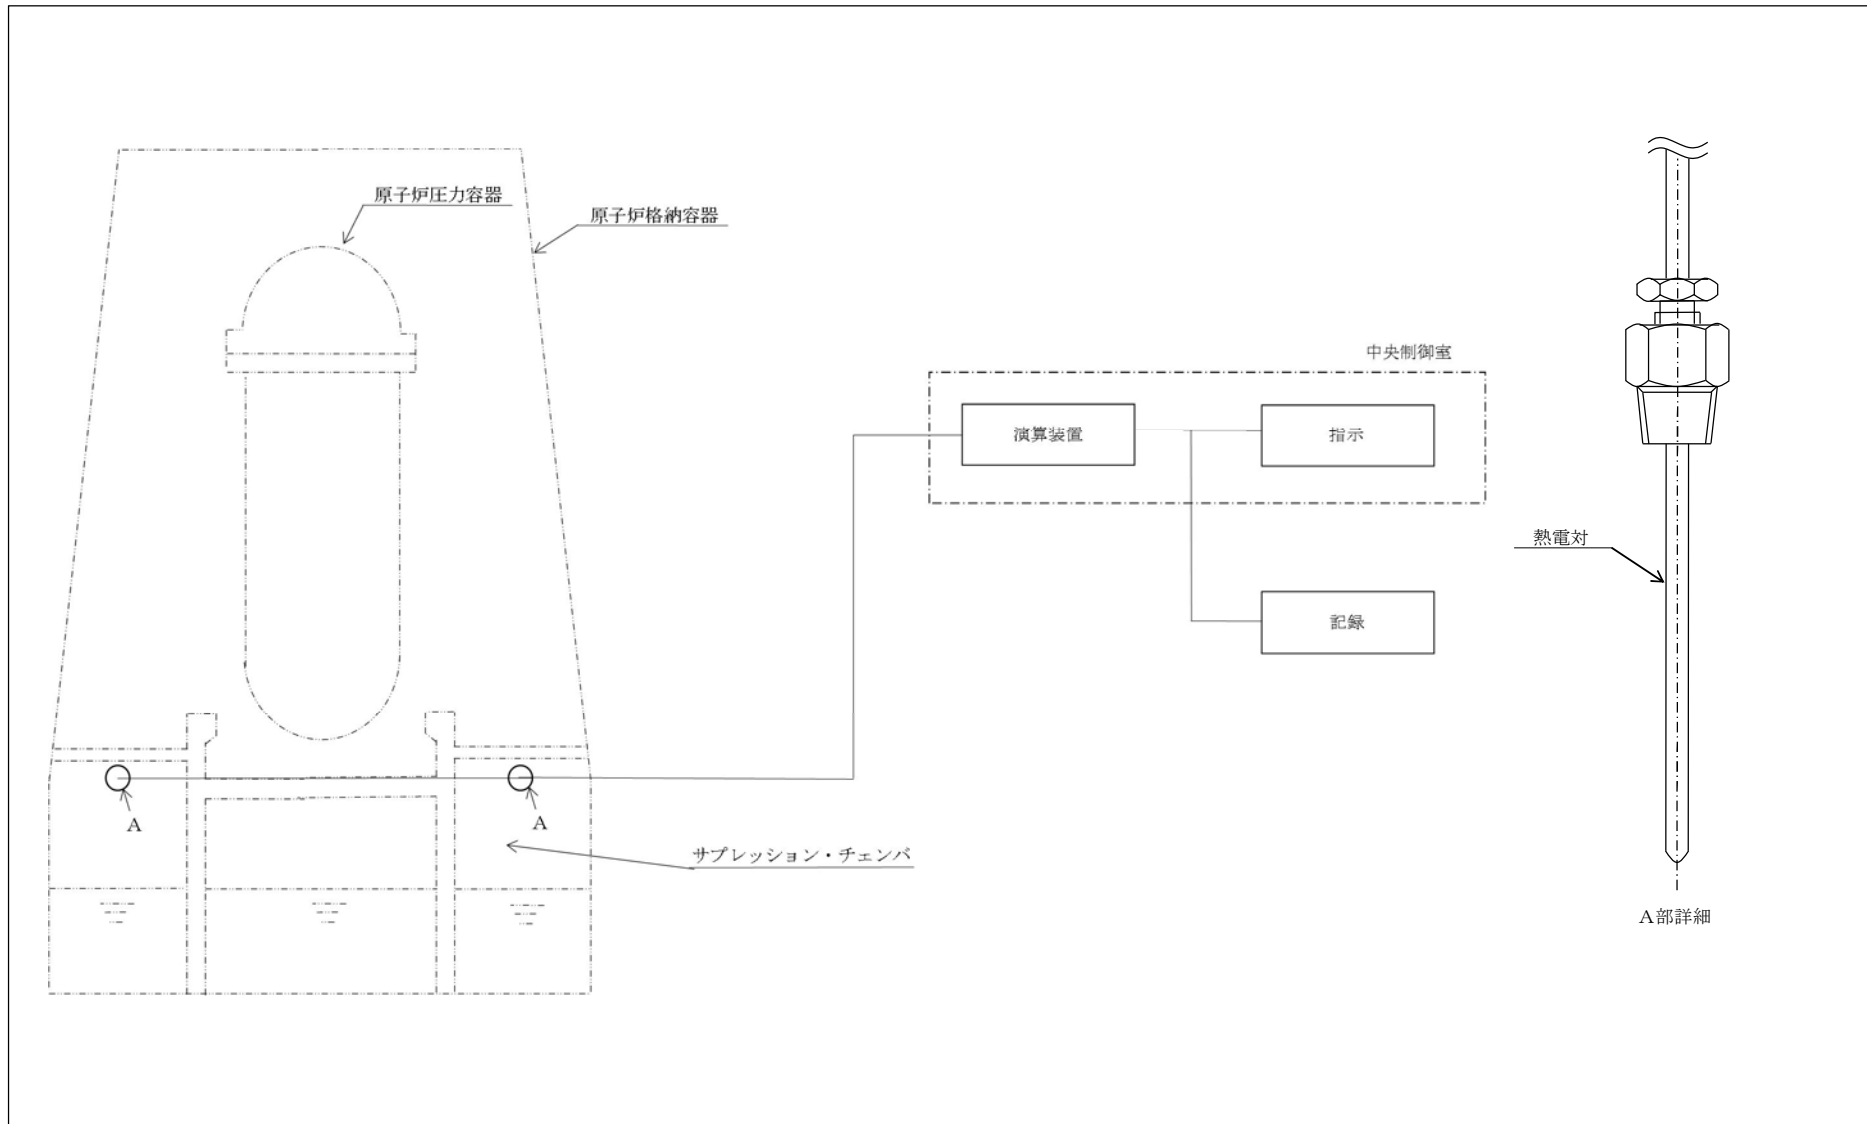 原子炉圧力容器
原子炉格納容器
中央制御室
演算装置
指示
熱電対
記録
A
A
サプレッション・チェンバ
A部詳細